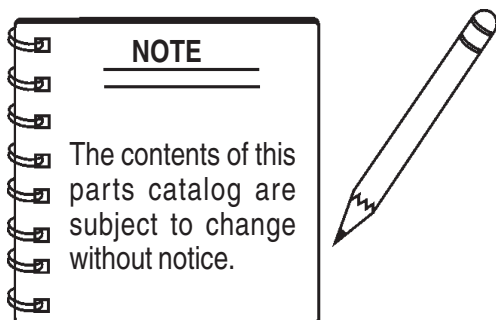 NOTE
The contents of this
parts catalog are
subject to change
without notice.